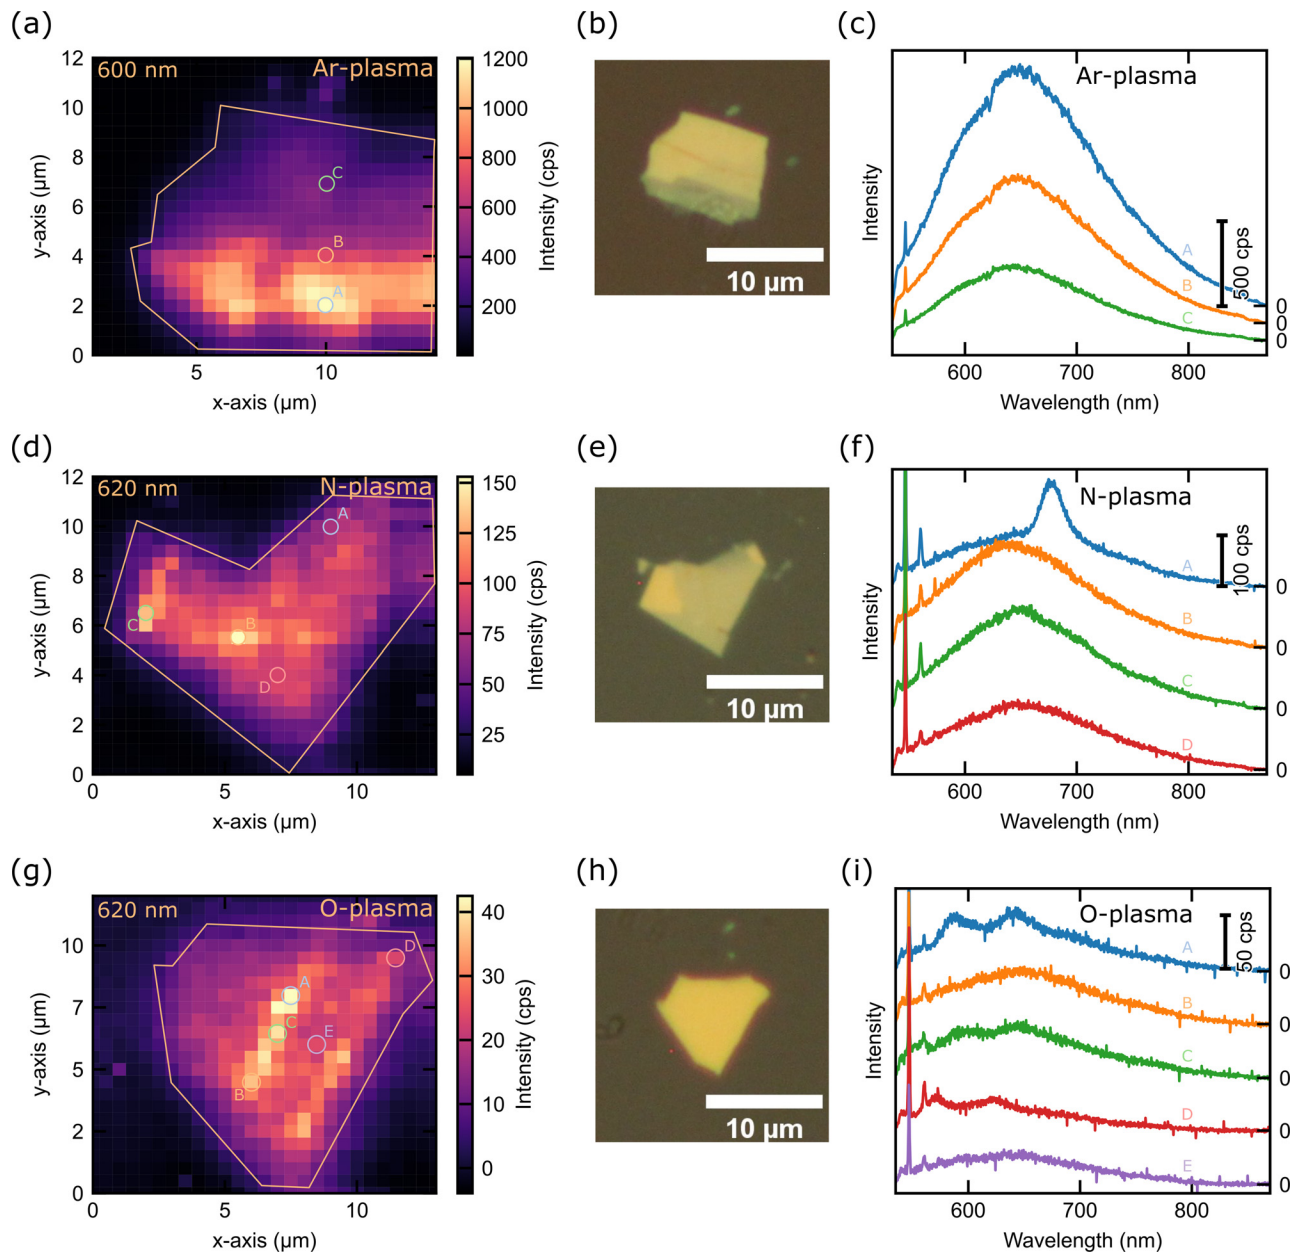 (a)
600 nm
Ar-plasma
12
10
8
6
4
2
0
5
10
y-axis (µm)
x-axis (µm)
1200
1000
800
600
400
200
Intensity (cps)
C
B
A
(b)
10 µm
(c)
Ar-plasma
Intensity
A
B
C
500 cps
0
0
0
600
700
800
Wavelength (nm)
(d)
620 nm
N-plasma
12
10
8
6
4
2
0
0
5
10
y-axis (µm)
x-axis (µm)
150
125
100
75
50
25
Intensity (cps)
A
C
B
D
(e)
10 µm
(f)
N-plasma
Intensity
A
B
C
D
100 cps
0
0
0
0
600
700
800
Wavelength (nm)
(g)
620 nm
O-plasma
10
7
5
2
0
0
5
10
y-axis (µm)
x-axis (µm)
40
30
20
10
0
Intensity (cps)
D
A
C
E
B
(h)
10 µm
(i)
O-plasma
Intensity
A
B
C
D
E
50 cps
0
0
0
0
0
600
700
800
Wavelength (nm)